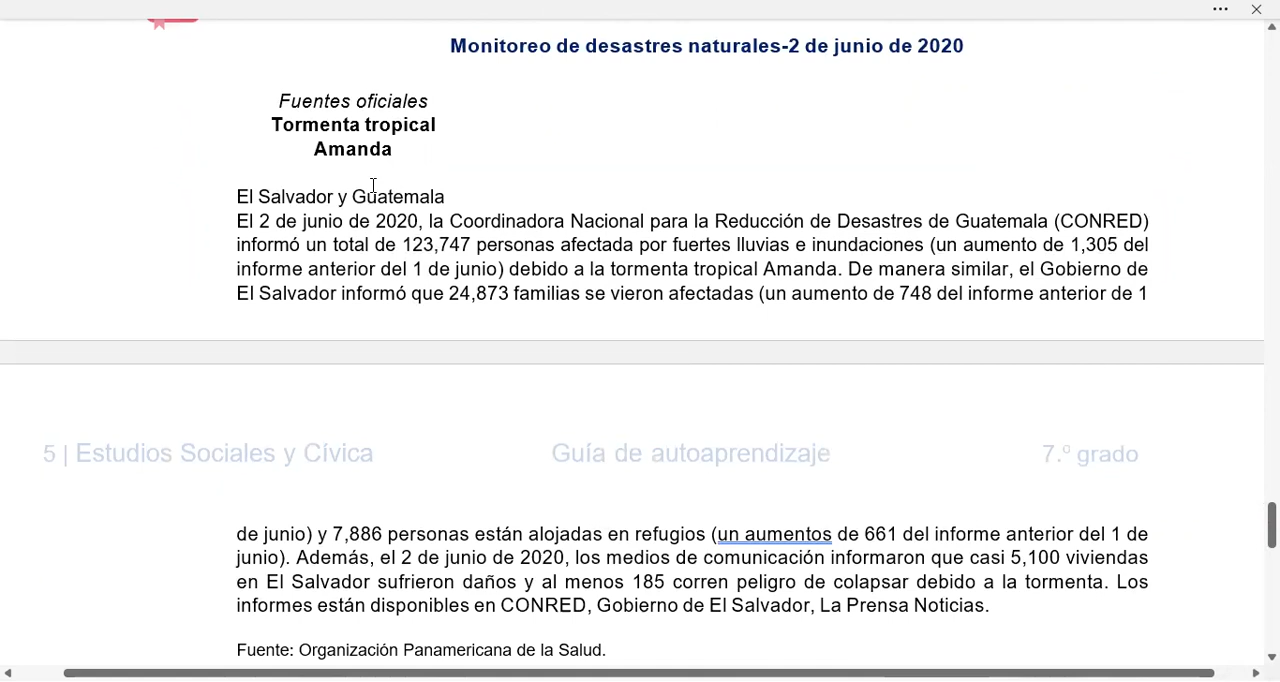 Monitoreo de desastres naturales-2 de junio de 2020
Fuentes oficiales
Tormenta tropical
Amanda
El Salvador y Guatemala
El 2 de junio de 2020, la Coordinadora Nacional para la Reducción de Desastres de Guatemala (CONRED)
informó un total de 123,747 personas afectada por fuertes lluvias e inundaciones (un aumento de 1,305 del
informe anterior del 1 de junio) debido a la tormenta tropical Amanda. De manera similar, el Gobierno de
El Salvador informó que 24,873 familias se vieron afectadas (un aumento de 748 del informe anterior de 1
5 | Estudios Sociales y Cívica Guía de autoaprendizaje 7.º grado
de junio) y 7,886 personas están alojadas en refugios (un aumentos de 661 del informe anterior del 1 de
junio). Además, el 2 de junio de 2020, los medios de comunicación informaron que casi 5,100 viviendas
en El Salvador sufrieron daños y al menos 185 corren peligro de colapsar debido a la tormenta. Los
informes están disponibles en CONRED, Gobierno de El Salvador, La Prensa Noticias.
Fuente: Organización Panamericana de la Salud.